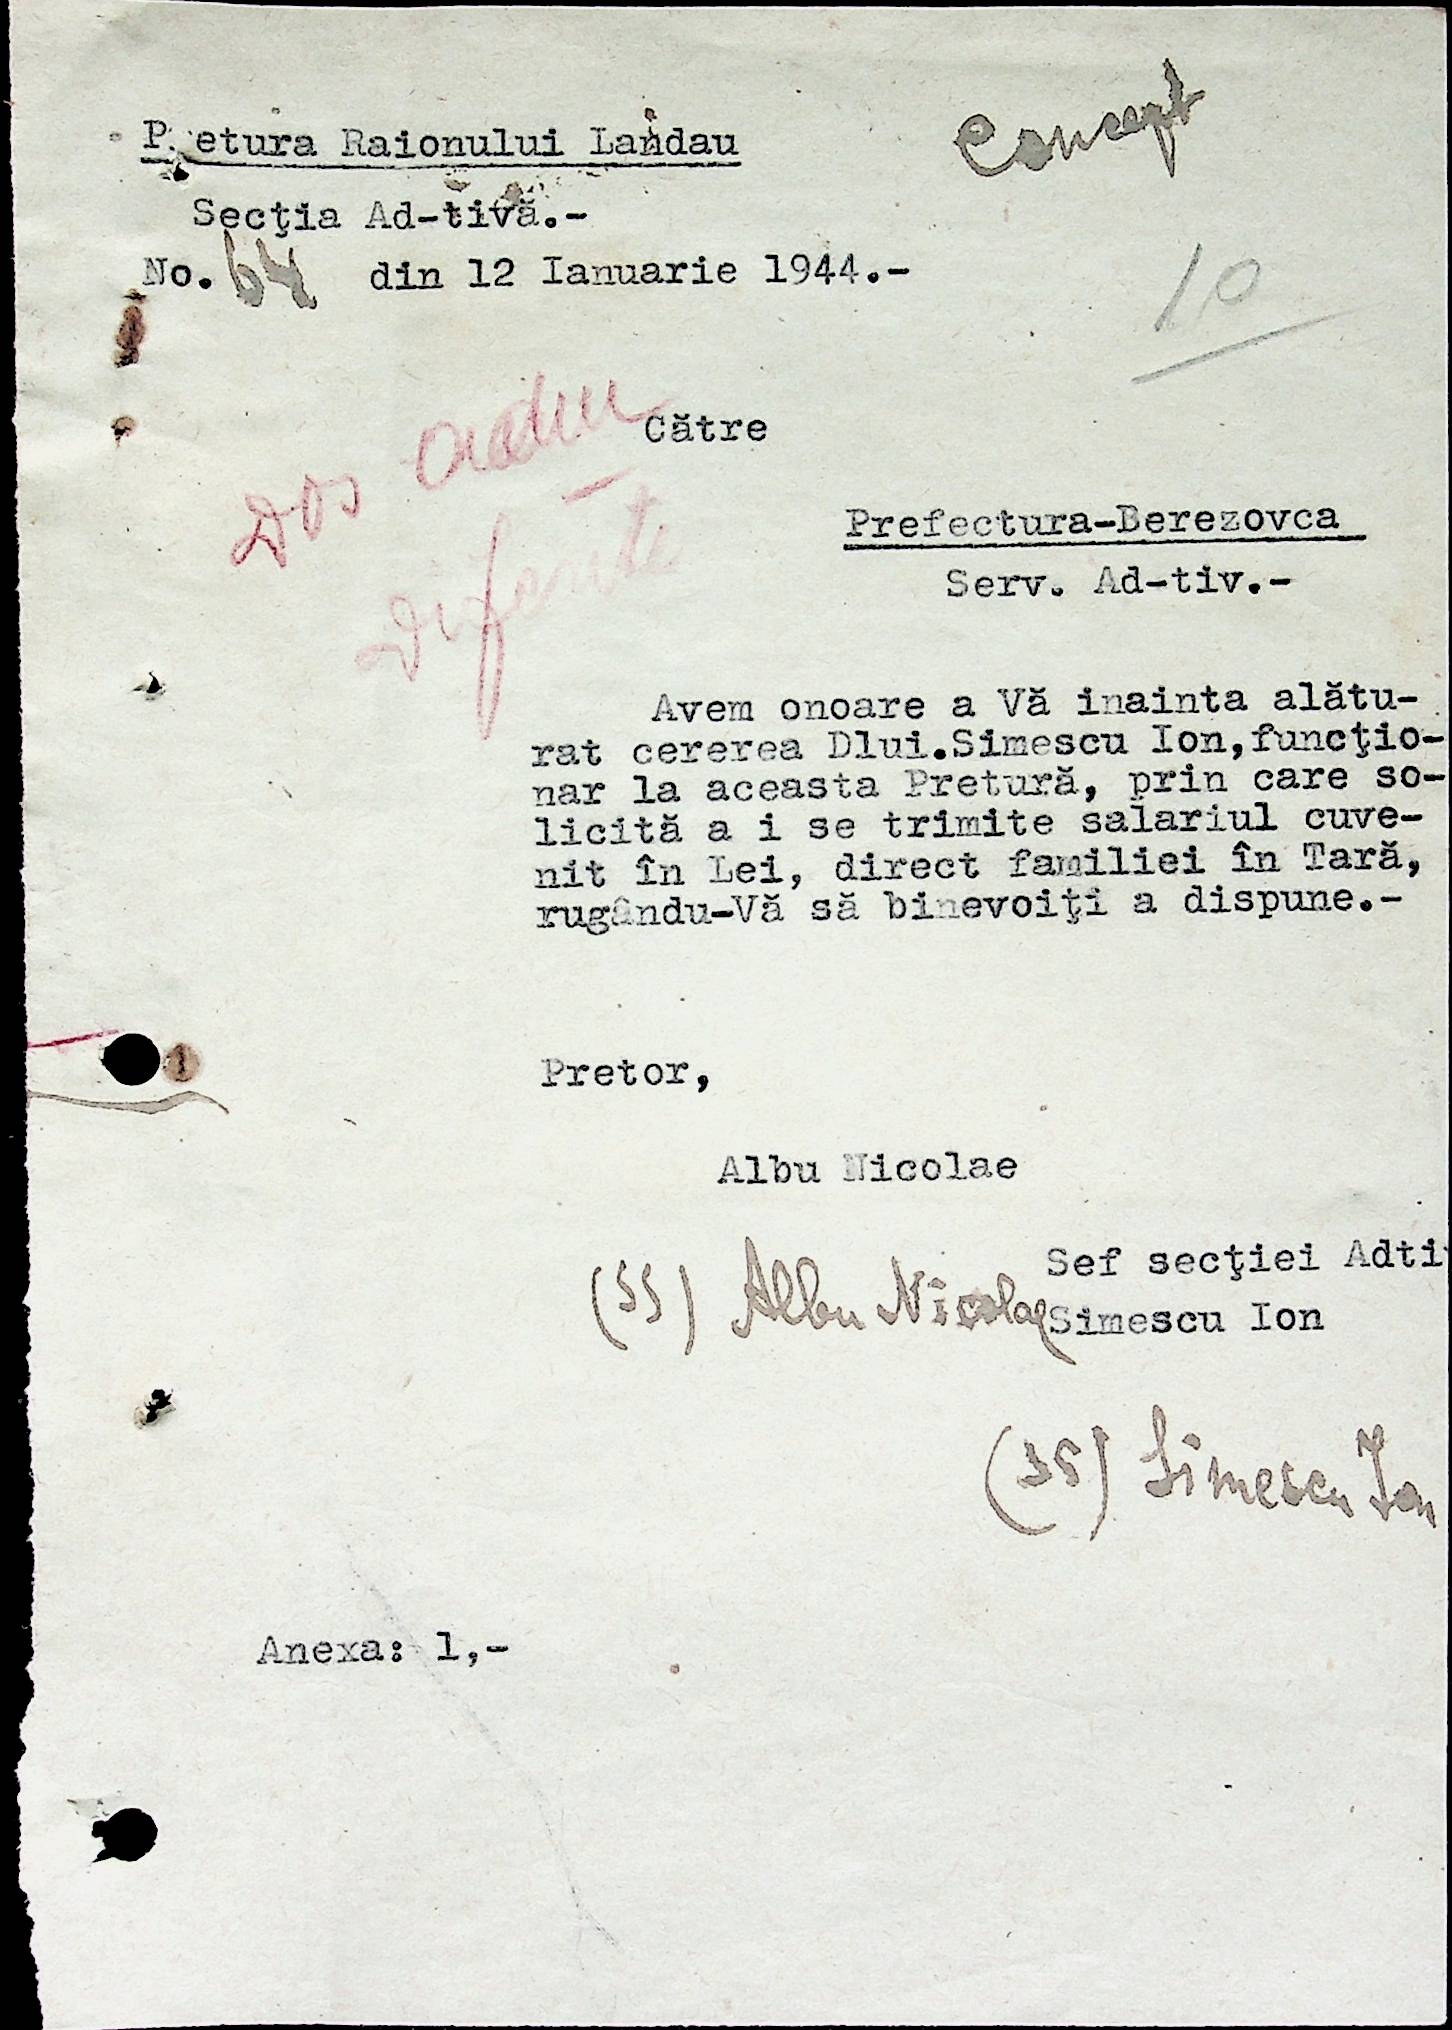 Pretura Raionului Landau
Concept
Secţia Ad-tivă.-
No. 64 din 12 Ianuarie 1944.-
10
Dos
Către
Diferite
Prefectura-Berezovca
Serv. Ad-tiv.-
Avem onoare a Vă inainta alătu-
rat cererea Dlui.Simescu Ion,funcţio-
nar la aceasta Pretură, prin care so-
licită a i se trimite salariul cuve-
nit în Lei, direct familiei în Tară,
rugându-Vă să binevoiţi a dispune.-
Pretor,
Albu Nicolae
Sef secţiei Adti
(ss) Albu Nicolae
Simescu Ion
(ss) Simescu Ion
Anexa: 1,-